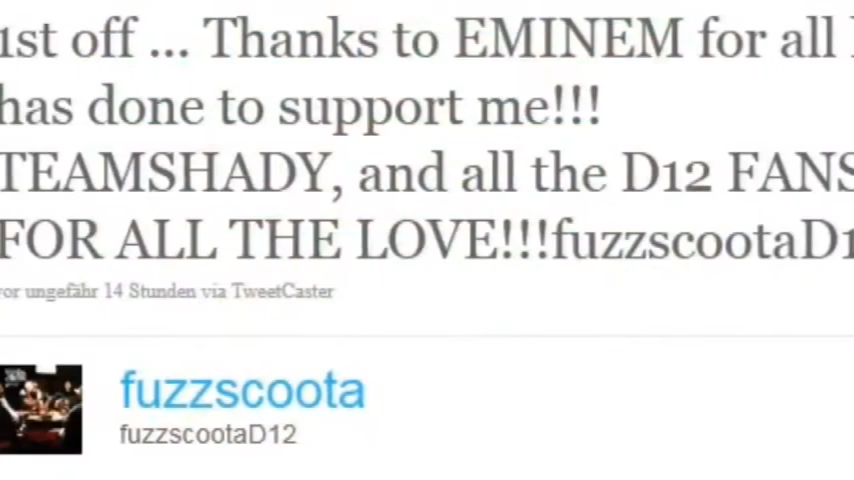 1st off ... Thanks to EMINEM for all
has done to support me!!!
TEAMSHADY, and all the D12 FANS
FOR ALL THE LOVE!!!fuzzscootaD1
vor ungefähr 14 Stunden via TweetCaster
fuzzscoota
fuzzscootaD12